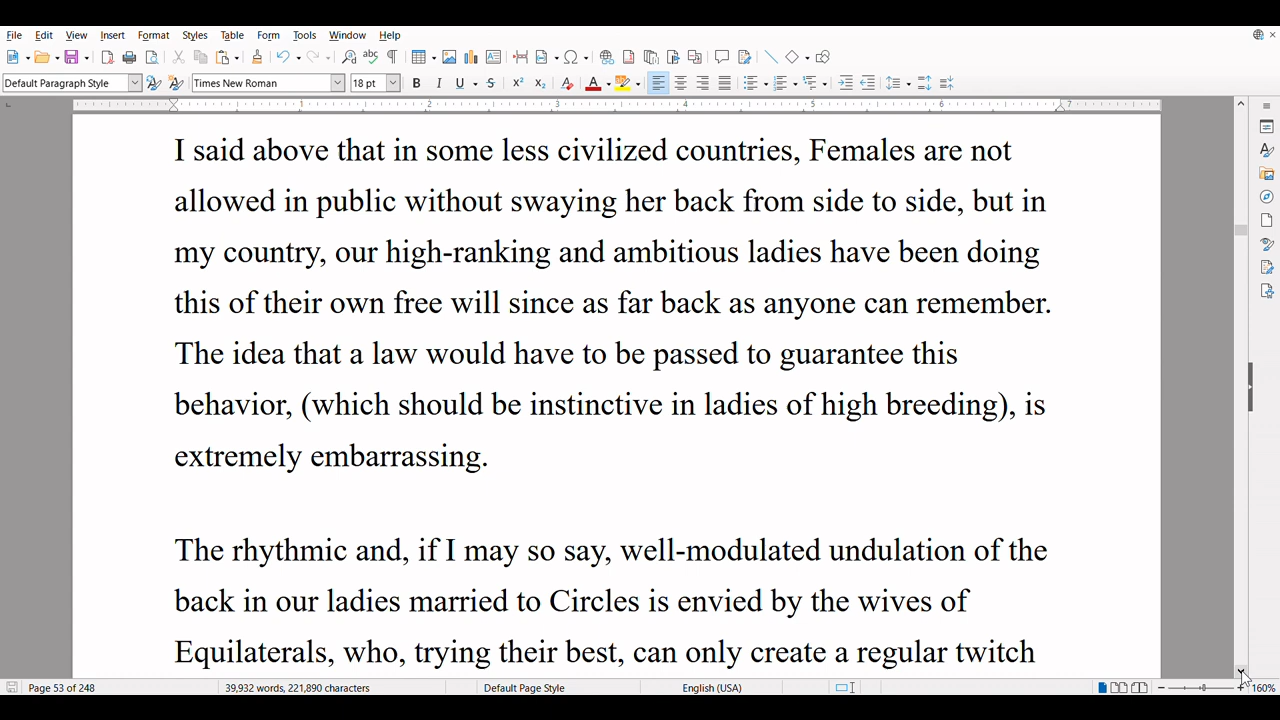 File Edit View Insert Format Styles Table Form Tools Window Help
Default Paragraph Style Times New Roman 18 pt
1 2 3 4 5 6 7
I said above that in some less civilized countries, Females are not
allowed in public without swaying her back from side to side, but in
my country, our high-ranking and ambitious ladies have been doing
this of their own free will since as far back as anyone can remember.
The idea that a law would have to be passed to guarantee this
behavior, (which should be instinctive in ladies of high breeding), is
extremely embarrassing.
The rhythmic and, if I may so say, well-modulated undulation of the
back in our ladies married to Circles is envied by the wives of
Equilaterals, who, trying their best, can only create a regular twitch
Page 53 of 248 39,932 words, 221,890 characters Default Page Style English (USA) 160%